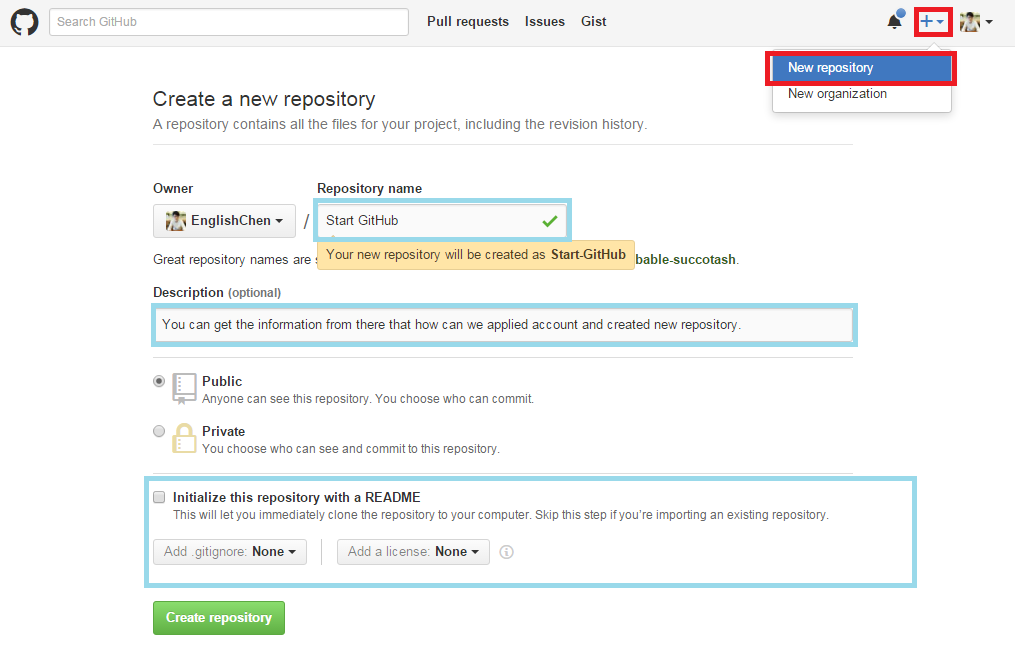 Search GitHub Pull requests Issues Gist
New repository
New organization
Create a new repository
A repository contains all the files for your project, including the revision history.
Owner Repository name
EnglishChen / Start GitHub
Your new repository will be created as Start-GitHub
Great repository names are bable-succotash.
Description (optional)
You can get the information from there that how can we applied account and created new repository.
Public
Anyone can see this repository. You choose who can commit.
Private
You choose who can see and commit to this repository.
Initialize this repository with a README
This will let you immediately clone the repository to your computer. Skip this step if you're importing an existing repository.
Add .gitignore: None Add a license: None
Create repository